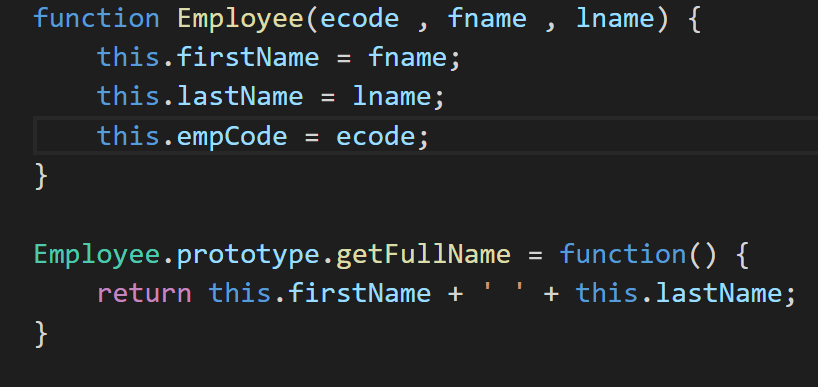 function Employee(ecode , fname , lname) {
    this.firstName = fname;
    this.lastName = lname;
    this.empCode = ecode;
}

Employee.prototype.getFullName = function() {
    return this.firstName + ' ' + this.lastName;
}